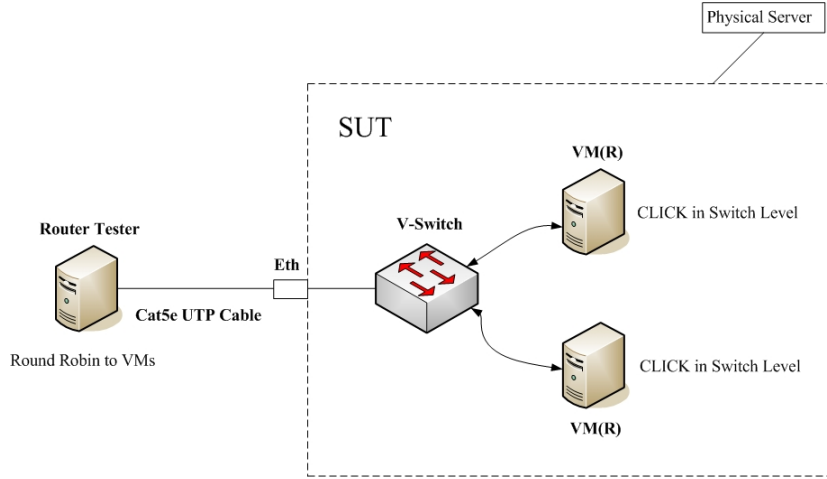 Physical Server
SUT
VM(R)
CLICK in Switch Level
V-Switch
Router Tester
Eth
Cat5e UTP Cable
Round Robin to VMs
CLICK in Switch Level
VM(R)